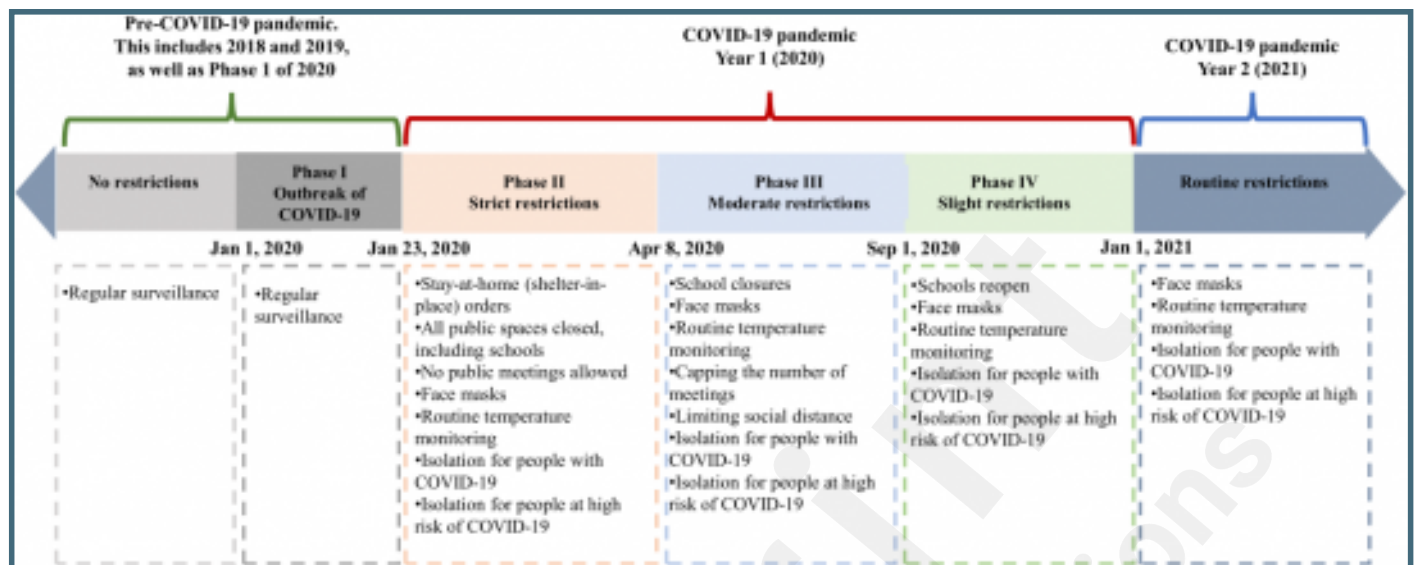 Pre-COVID-19 pandemic.
This includes 2018 and 2019,
as well as Phase 1 of 2020
COVID-19 pandemic
Year 1 (2020)
COVID-19 pandemic
Year 2 (2021)
No restrictions
Phase I
Outbreak of
COVID-19
Phase II
Strict restrictions
Phase III
Moderate restrictions
Phase IV
Slight restrictions
Routine restrictions
Jan 1, 2020
Jan 23, 2020
Apr 8, 2020
Sep 1, 2020
Jan 1, 2021
•Regular surveillance
•Regular
surveillance
•Stay-at-home (shelter-in-
place) orders
•All public spaces closed,
including schools
•No public meetings allowed
•Face masks
•Routine temperature
monitoring
•Isolation for people with
COVID-19
•Isolation for people at high
risk of COVID-19
•School closures
•Face masks
•Routine temperature
monitoring
•Capping the number of
meetings
•Limiting social distance
•Isolation for people with
COVID-19
•Isolation for people at high
risk of COVID-19
•Schools reopen
•Face masks
•Routine temperature
monitoring
•Isolation for people with
COVID-19
•Isolation for people at high
risk of COVID-19
•Face masks
•Routine temperature
monitoring
•Isolation for people with
COVID-19
•Isolation for people at high
risk of COVID-19